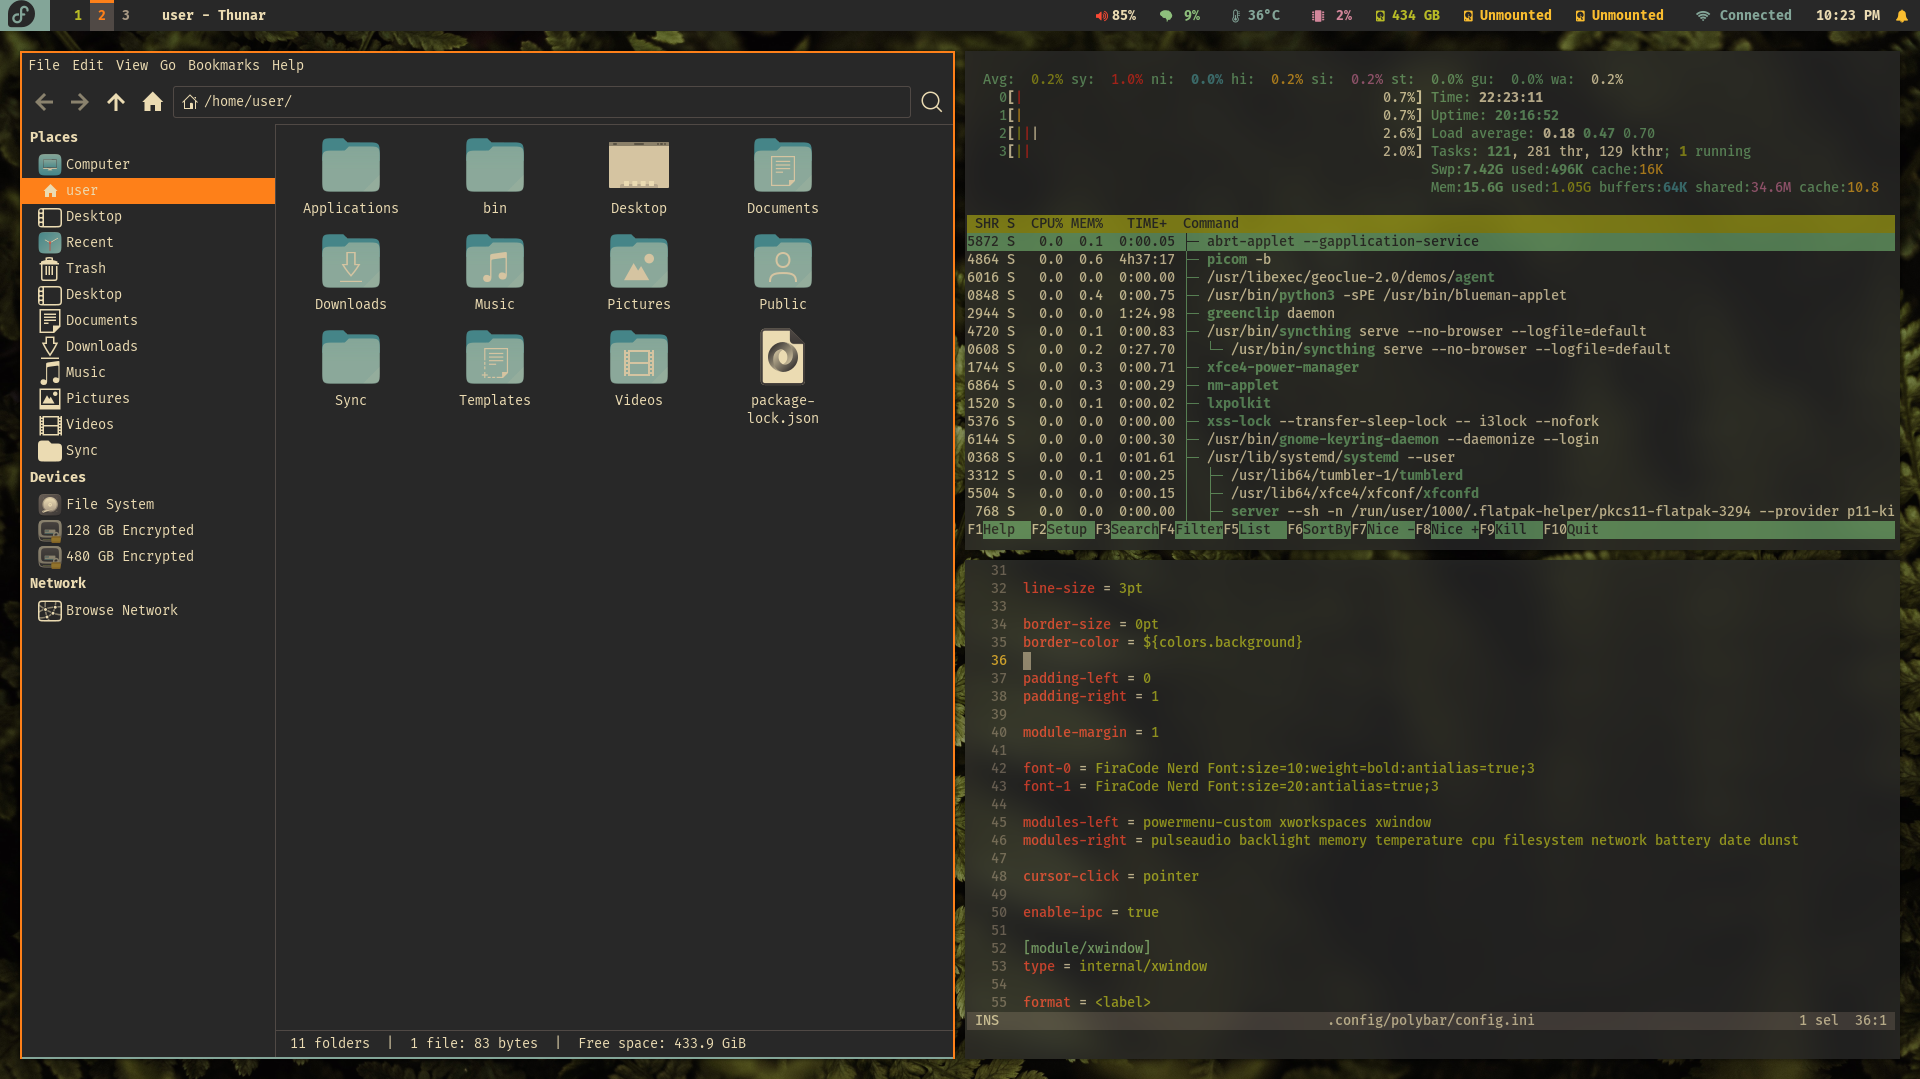 1 2 3 user - Thunar 85% 9% 36°C 2% 434 GB Unmounted Unmounted Connected 10:23 PM
File Edit View Go Bookmarks Help
/home/user/
Places
Computer
user
Desktop
Recent
Trash
Desktop
Documents
Downloads
Music
Pictures
Videos
Sync
Devices
File System
128 GB Encrypted
480 GB Encrypted
Network
Browse Network
Applications bin Desktop Documents
Downloads Music Pictures Public
Sync Templates Videos package-
lock.json
11 folders | 1 file: 83 bytes | Free space: 433.9 GiB
Avg: 0.2% sy: 1.0% ni: 0.0% hi: 0.2% si: 0.2% st: 0.0% gu: 0.0% wa: 0.2%
0[| 0.7%] Time: 22:23:11
1[| 0.7%] Uptime: 20:16:52
2[||| 2.6%] Load average: 0.18 0.47 0.70
3[|| 2.0%] Tasks: 121, 281 thr, 129 kthr; 1 running
Swp:7.42G used:496K cache:16K
Mem:15.6G used:1.05G buffers:64K shared:34.6M cache:10.8
SHR S CPU% MEM% TIME+ Command
5872 S 0.0 0.1 0:00.05 ├─ abrt-applet --gapplication-service
4864 S 0.0 0.6 4h37:17 ├─ picom -b
6016 S 0.0 0.0 0:00.00 ├─ /usr/libexec/geoclue-2.0/demos/agent
0848 S 0.0 0.4 0:00.75 ├─ /usr/bin/python3 -sPE /usr/bin/blueman-applet
2944 S 0.0 0.0 1:24.98 ├─ greenclip daemon
4720 S 0.0 0.1 0:00.83 ├─ /usr/bin/syncthing serve --no-browser --logfile=default
0608 S 0.0 0.2 0:27.70 │ └─ /usr/bin/syncthing serve --no-browser --logfile=default
1744 S 0.0 0.3 0:00.71 ├─ xfce4-power-manager
6864 S 0.0 0.3 0:00.29 ├─ nm-applet
1520 S 0.0 0.1 0:00.02 ├─ lxpolkit
5376 S 0.0 0.0 0:00.00 ├─ xss-lock --transfer-sleep-lock -- i3lock --nofork
6144 S 0.0 0.1 0:00.30 ├─ /usr/bin/gnome-keyring-daemon --daemonize --login
0368 S 0.0 0.1 0:01.61 ├─ /usr/lib/systemd/systemd --user
3312 S 0.0 0.1 0:00.25 │ ├─ /usr/lib64/tumbler-1/tumblerd
5504 S 0.0 0.0 0:00.15 │ ├─ /usr/lib64/xfce4/xfconf/xfconfd
768 S 0.0 0.0 0:00.00 │ ├─ server --sh -n /run/user/1000/.flatpak-helper/pkcs11-flatpak-3294 --provider p11-ki
F1Help F2Setup F3SearchF4FilterF5List F6SortByF7Nice -F8Nice +F9Kill F10Quit
31
32 line-size = 3pt
33
34 border-size = 0pt
35 border-color = ${colors.background}
36
37 padding-left = 0
38 padding-right = 1
39
40 module-margin = 1
41
42 font-0 = FiraCode Nerd Font:size=10:weight=bold:antialias=true;3
43 font-1 = FiraCode Nerd Font:size=20:antialias=true;3
44
45 modules-left = powermenu-custom xworkspaces xwindow
46 modules-right = pulseaudio backlight memory temperature cpu filesystem network battery date dunst
47
48 cursor-click = pointer
49
50 enable-ipc = true
51
52 [module/xwindow]
53 type = internal/xwindow
54
55 format = <label>
INS .config/polybar/config.ini 1 sel 36:1